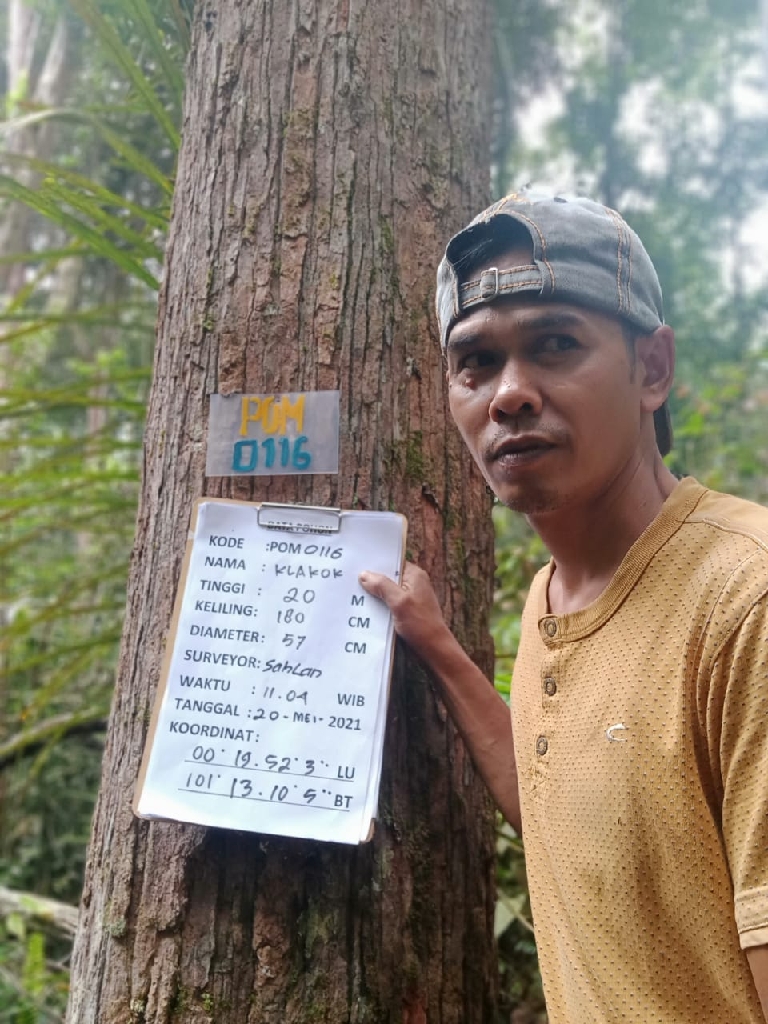 POM
0116
DATA POHON
KODE : POM 0116
NAMA : KLAKOK
TINGGI : 20 M
KELILING: 180 CM
DIAMETER: 57 CM
SURVEYOR: Sahlan
WAKTU : 11.04 WIB
TANGGAL : 20 - MEI - 2021
KOORDINAT:
00° 19. 52' 3" LU
101° 13. 10' 5" BT